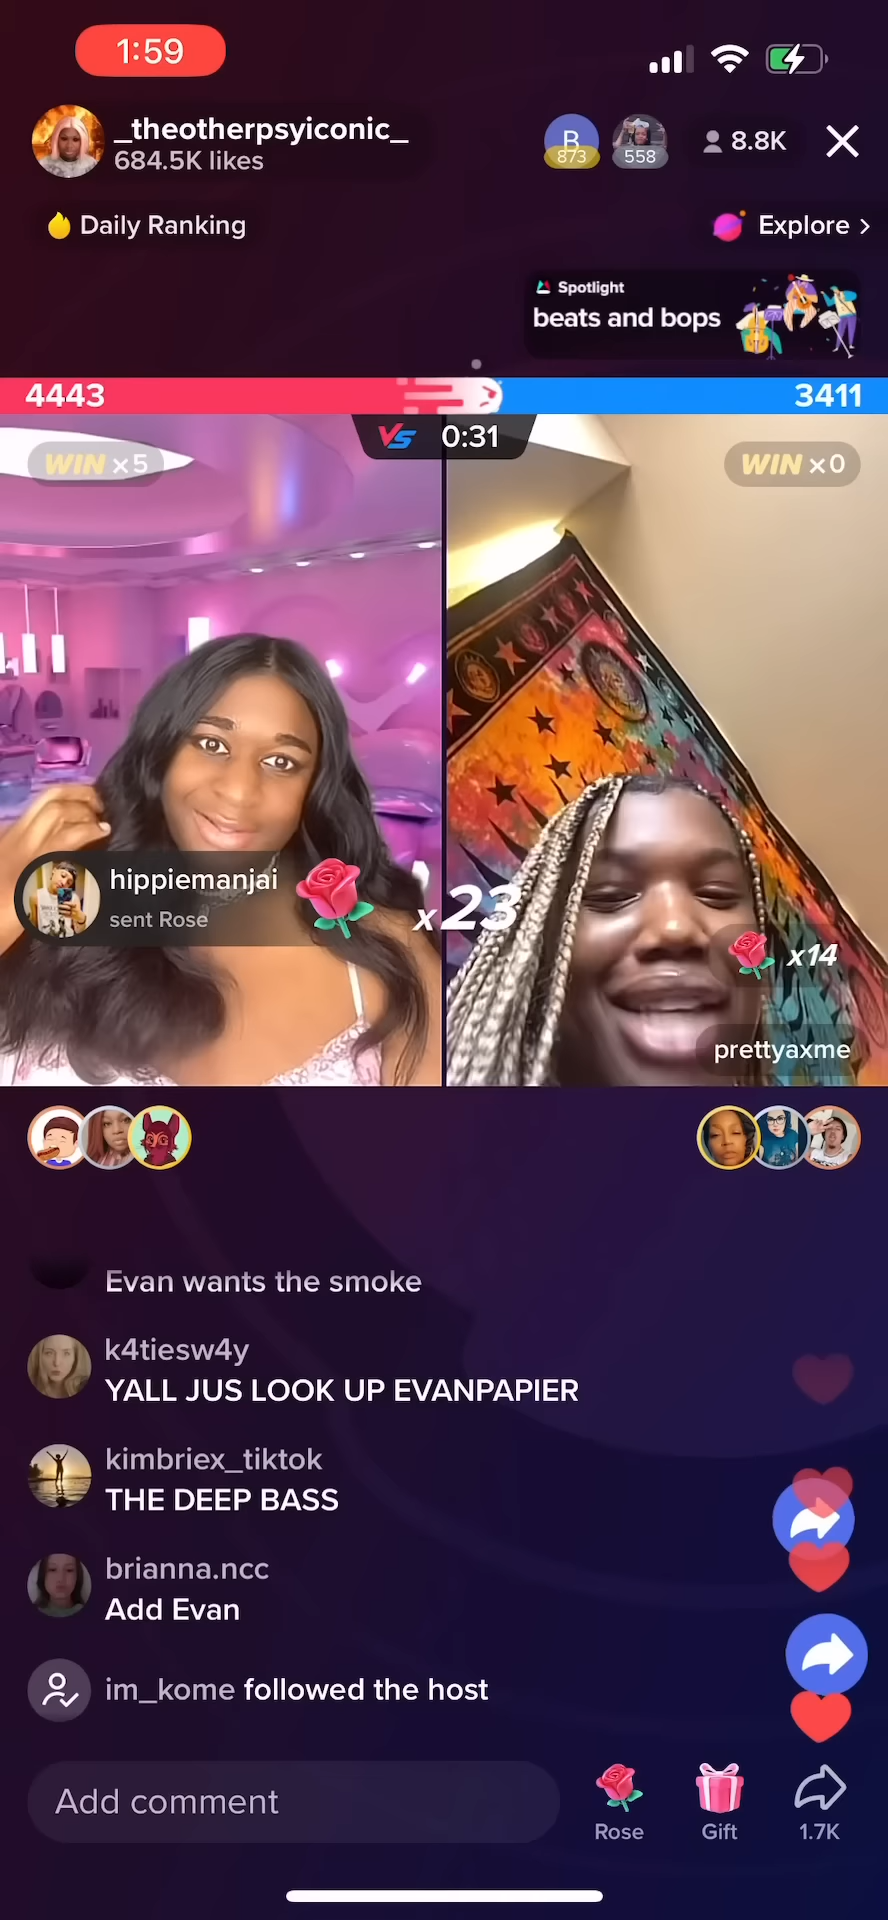 1:59
_theotherpsyiconic_
684.5K likes
B
873
558
8.8K
Daily Ranking
Explore >
Spotlight
beats and bops
4443
3411
VS 0:31
WIN x5
WIN x0
hippiemanjai
sent Rose
x23
x14
prettyaxme
Evan wants the smoke
k4tiesw4y
YALL JUS LOOK UP EVANPAPIER
kimbriex_tiktok
THE DEEP BASS
brianna.ncc
Add Evan
im_kome followed the host
Add comment
Rose
Gift
1.7K